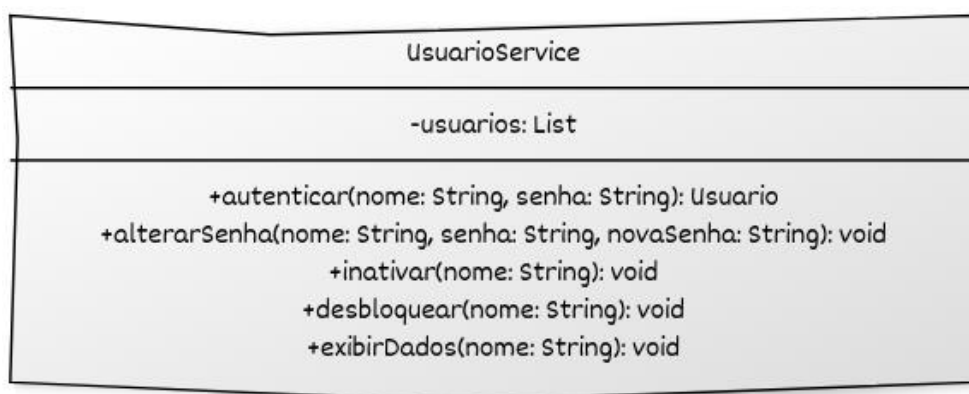 UsuarioService
-usuarios: List
+autenticar(nome: String, senha: String): Usuario
+alterarSenha(nome: String, senha: String, novaSenha: String): void
+inativar(nome: String): void
+desbloquear(nome: String): void
+exibirDados(nome: String): void